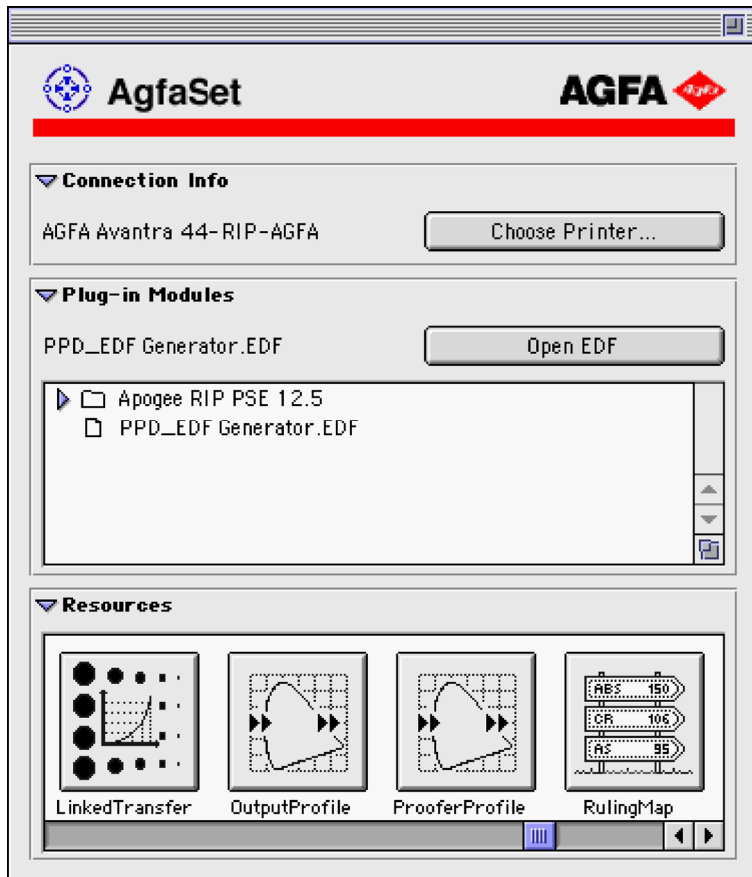 AgfaSet
AGFA
Agfa
Connection Info
AGFA Avantra 44-RIP-AGFA
Choose Printer...
Plug-in Modules
PPD_EDF Generator.EDF
Open EDF
Apogee RIP PSE 12.5
PPD_EDF Generator.EDF
Resources
ABS 150
CR 106
AS 95
LinkedTransfer
OutputProfile
ProoferProfile
RulingMap